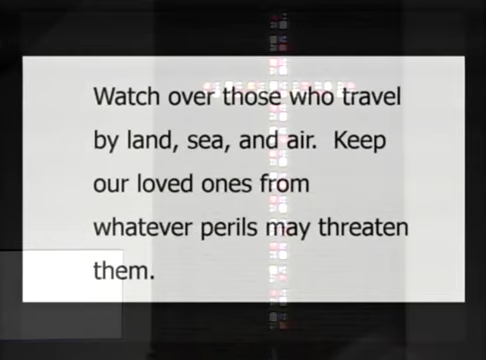 Watch over those who travel
by land, sea, and air. Keep
our loved ones from
whatever perils may threaten
them.